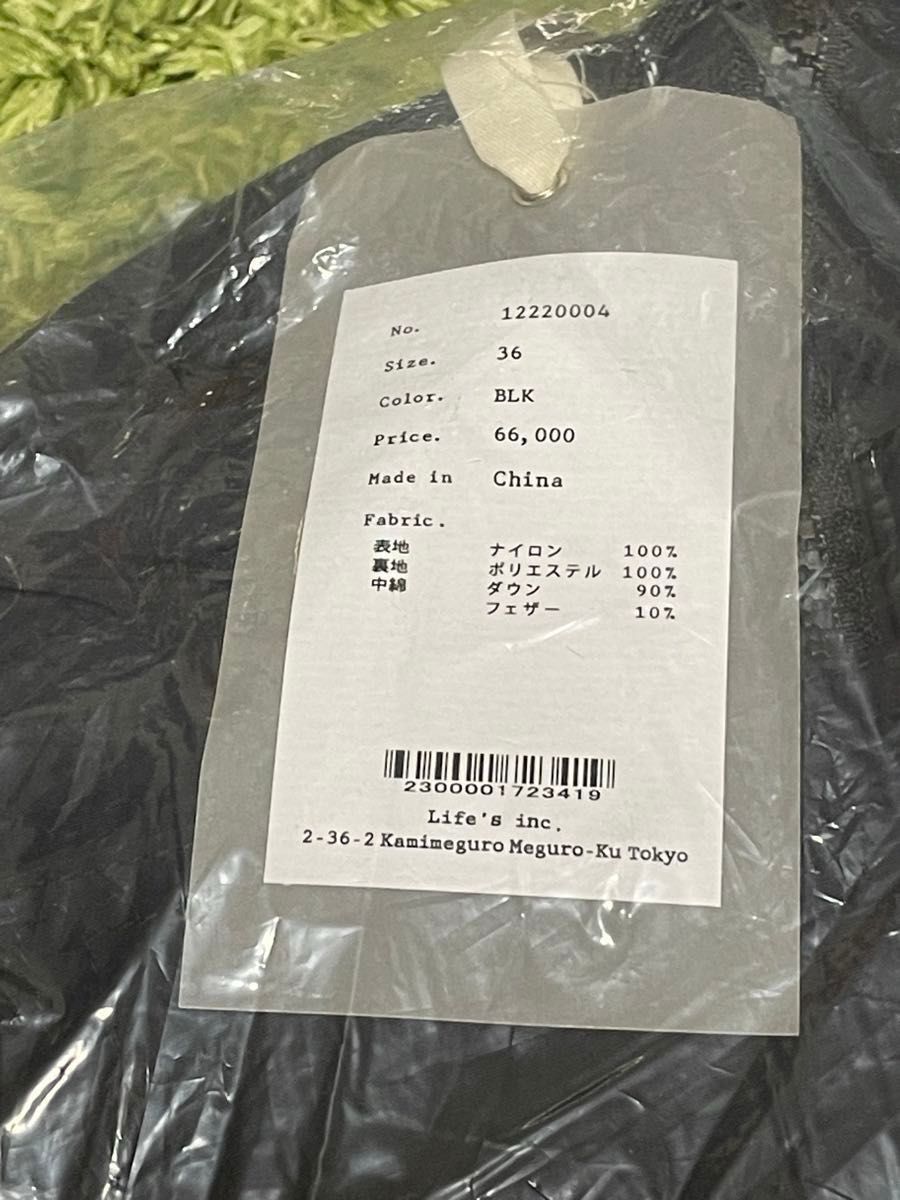 No. 12220004
Size. 36
Color. BLK
Price. 66,000
Made in China
Fabric.
表地 ナイロン 100%
裏地 ポリエステル 100%
中綿 ダウン 90%
フェザー 10%
2300001723419
Life's inc.
2-36-2 Kamimeguro Meguro-Ku Tokyo